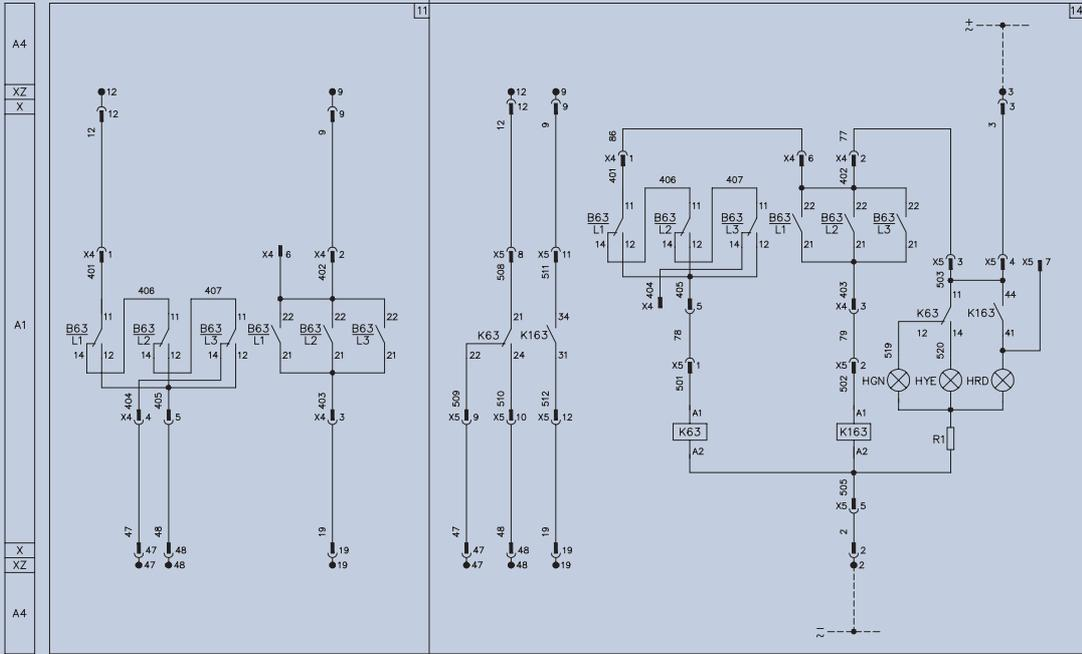 11
14
+
~
A4
XZ
X
12
9
12
9
3
12
9
12
9
3
12
9
12
9
86
77
3
X4 1
X4 6
X4 2
401
402
406
407
A1
11
11
11
22
22
22
B63
L1
B63
L2
B63
L3
B63
L1
B63
L2
B63
L3
14 12
14 12
14 12
21
21
21
X4 1
X4 6
X4 2
X5 8
X5 11
X5 3
X5 4
X5 7
401
402
508
511
404
405
403
503
X4
5
X4 3
406
407
11
11
11
22
22
22
21
34
11
44
B63
L1
B63
L2
B63
L3
B63
L1
B63
L2
B63
L3
K63
K163
K63
K163
78
79
14 12
14 12
14 12
21
21
21
22
24
31
12
14
41
519
520
X5 1
X5 2
501
502
HGN
HYE
HRD
404
405
403
509
510
512
X4 4
5
X4 3
X5 9
X5 10
X5 12
A1
A1
K63
K163
R1
A2
A2
505
X5 5
47
48
19
47
48
19
2
X
XZ
47
48
19
47
48
19
2
47
48
19
47
48
19
2
A4
–
~